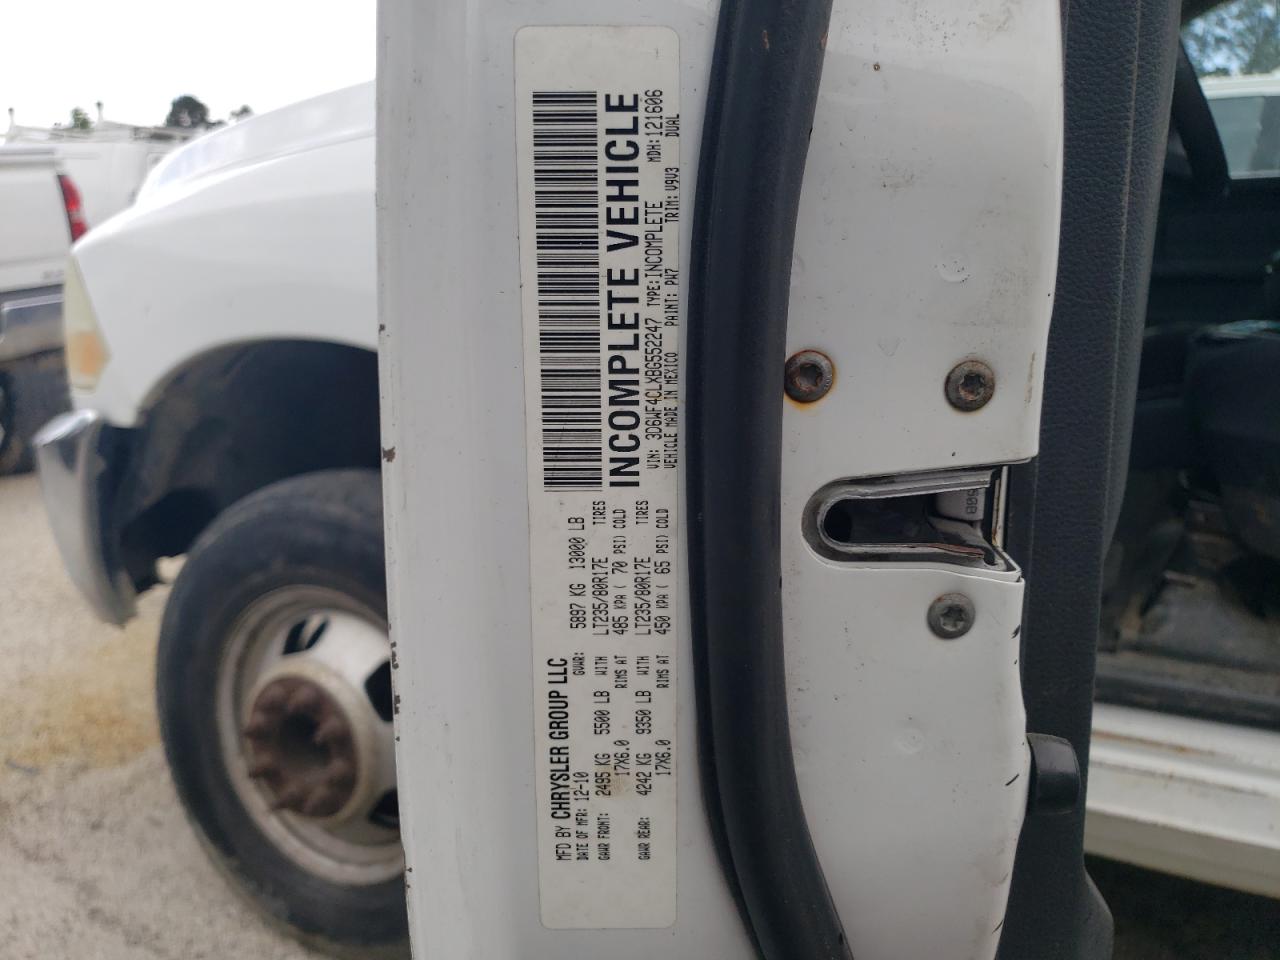 MFD BY CHRYSLER GROUP LLC
DATE OF MFR: 12-10 GVWR: 5897 KG 13000 LB
GAWR FRONT: 2495 KG 5500 LB WITH LT235/80R17E TIRES
17X6.0 RIMS AT 485 KPA ( 70 PSI) COLD
GAWR REAR: 4242 KG 9350 LB WITH LT235/80R17E TIRES
17X6.0 RIMS AT 450 KPA ( 65 PSI) COLD
INCOMPLETE VEHICLE
VIN: 3D6WF4CLXBG552247 TYPE:INCOMPLETE MDH:121606
VEHICLE MADE IN MEXICO PAINT: PW7 TRIM: V9V3 DUAL